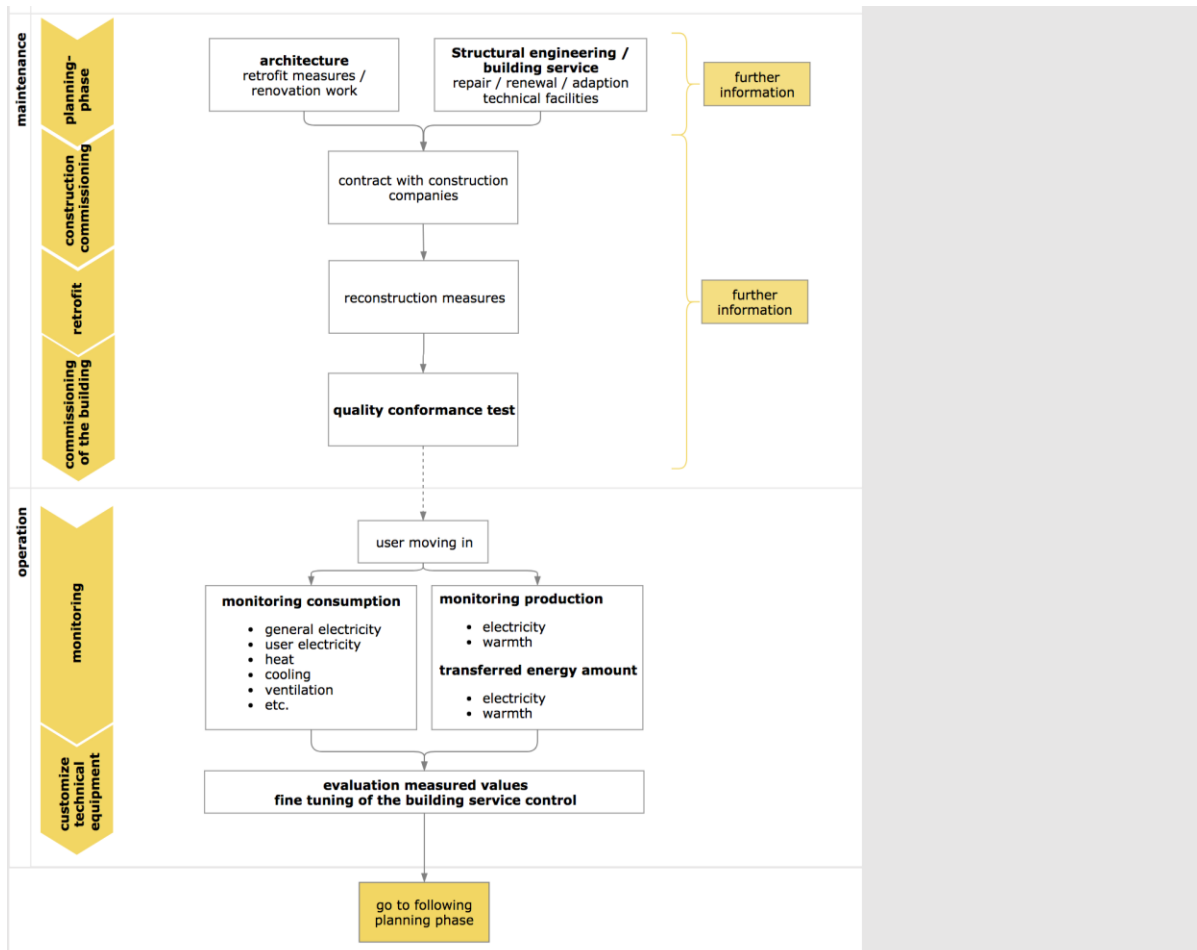 maintenance
planning-
phase
architecture
retrofit measures /
renovation work
Structural engineering /
building service
repair / renewal / adaption
technical facilities
further
information
construction
commissioning
contract with construction
companies
retrofit
reconstruction measures
further
information
commissioning
of the building
quality conformance test
operation
monitoring
user moving in
monitoring consumption
• general electricity
• user electricity
• heat
• cooling
• ventilation
• etc.
monitoring production
• electricity
• warmth
transferred energy amount
• electricity
• warmth
customize
technical
equipment
evaluation measured values
fine tuning of the building service control
go to following
planning phase